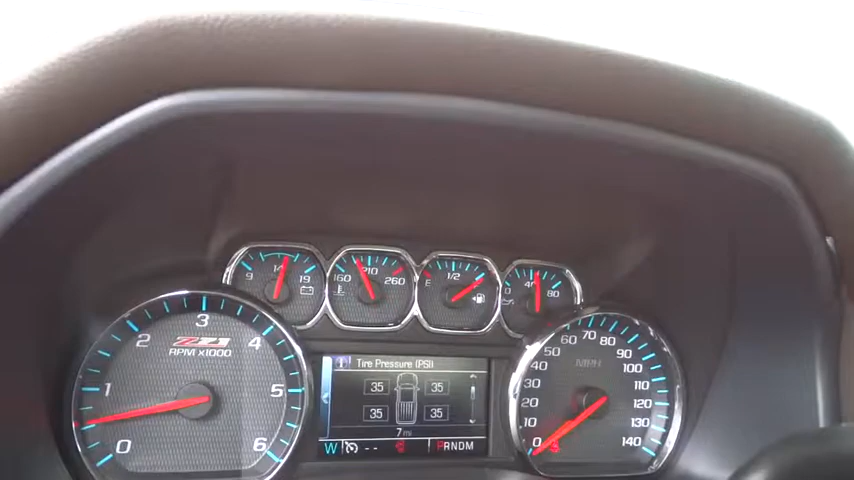 9 14 19
160 210 260
E 1/2
0 40 80
Z71
RPM x1000
0 1 2 3 4 5 6
Tire Pressure (PSI)
35 35
35 35
7 mi
W -- PRNDM
MPH
0 10 20 30 40 50 60 70 80 90 100 110 120 130 140